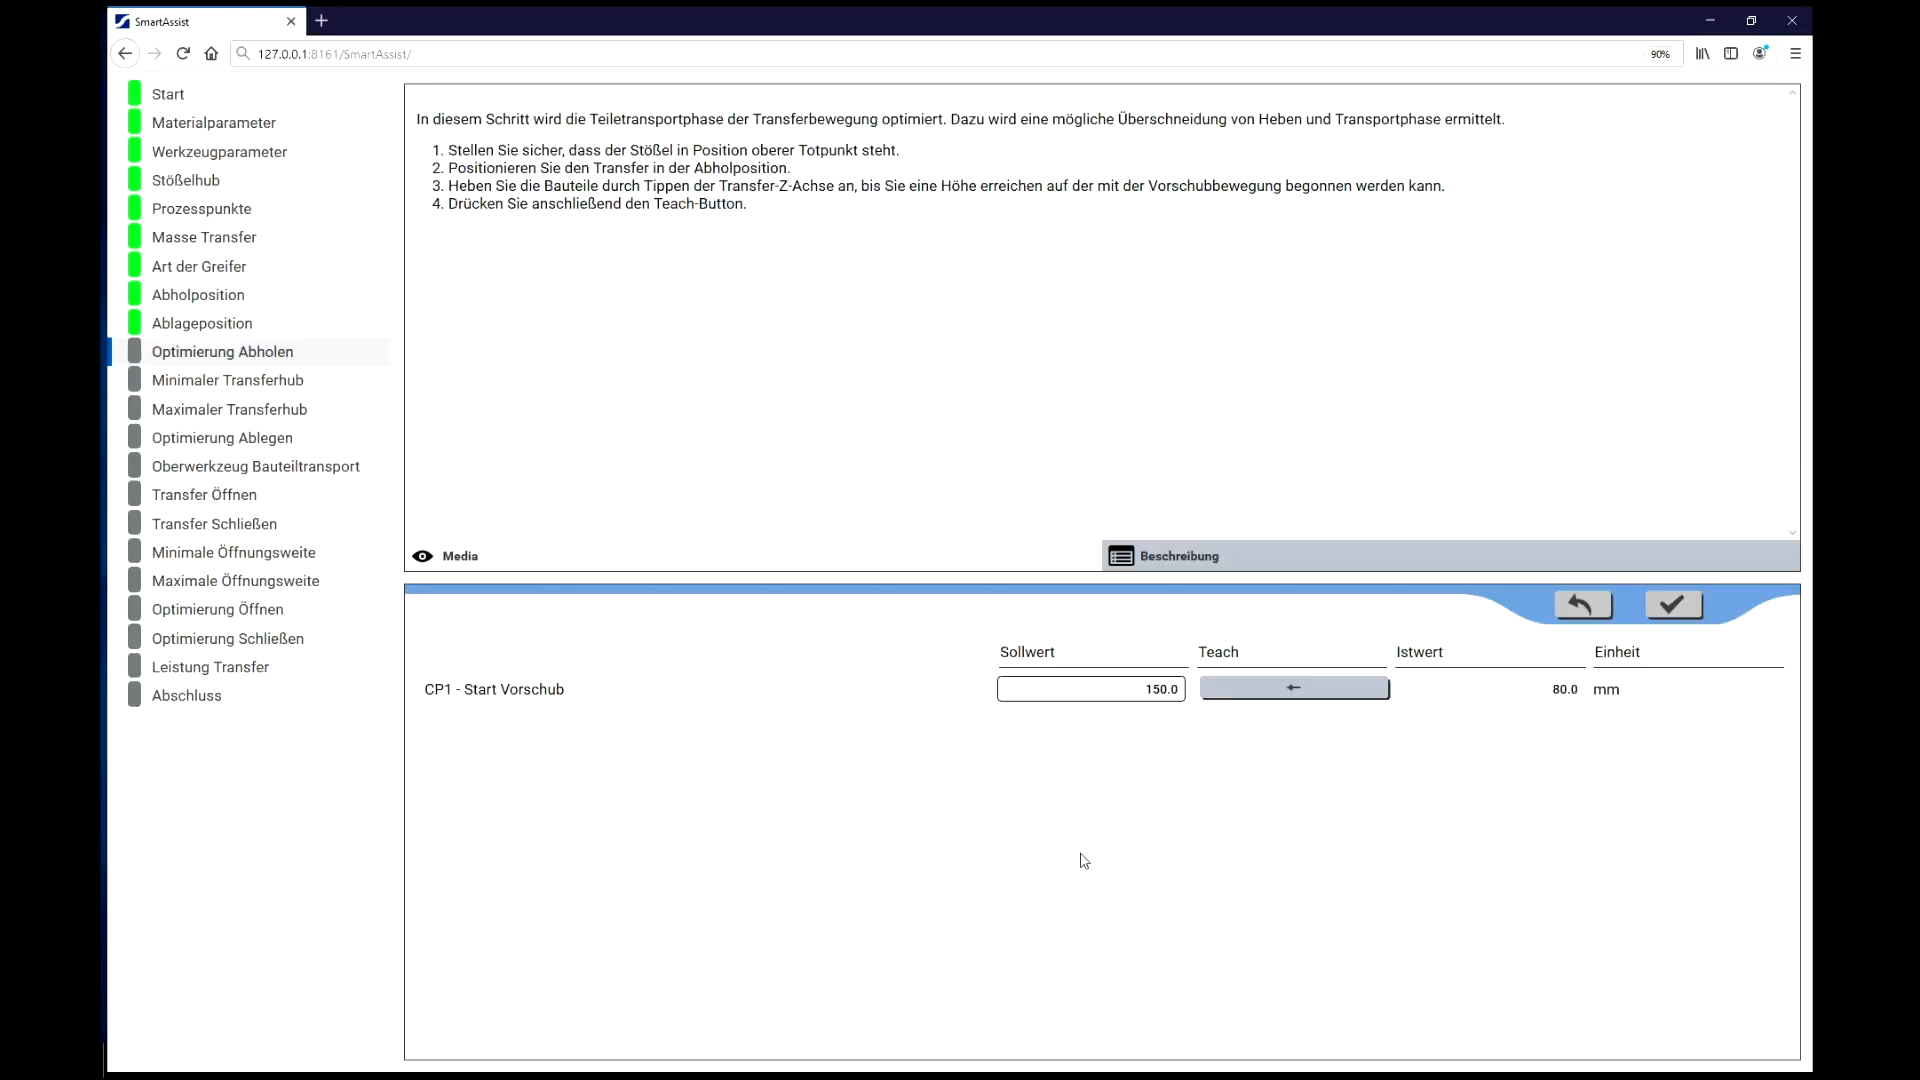 SmartAssist
127.0.0.1:8161/SmartAssist/
90%
Start
Materialparameter
Werkzeugparameter
Stößelhub
Prozesspunkte
Masse Transfer
Art der Greifer
Abholposition
Ablageposition
Optimierung Abholen
Minimaler Transferhub
Maximaler Transferhub
Optimierung Ablegen
Oberwerkzeug Bauteiltransport
Transfer Öffnen
Transfer Schließen
Minimale Öffnungsweite
Maximale Öffnungsweite
Optimierung Öffnen
Optimierung Schließen
Leistung Transfer
Abschluss
In diesem Schritt wird die Teiletransportphase der Transferbewegung optimiert. Dazu wird eine mögliche Überschneidung von Heben und Transportphase ermittelt.
1. Stellen Sie sicher, dass der Stößel in Position oberer Totpunkt steht.
2. Positionieren Sie den Transfer in der Abholposition.
3. Heben Sie die Bauteile durch Tippen der Transfer-Z-Achse an, bis Sie eine Höhe erreichen auf der mit der Vorschubbewegung begonnen werden kann.
4. Drücken Sie anschließend den Teach-Button.
Media
Beschreibung
Sollwert Teach Istwert Einheit
CP1 - Start Vorschub 150.0 80.0 mm